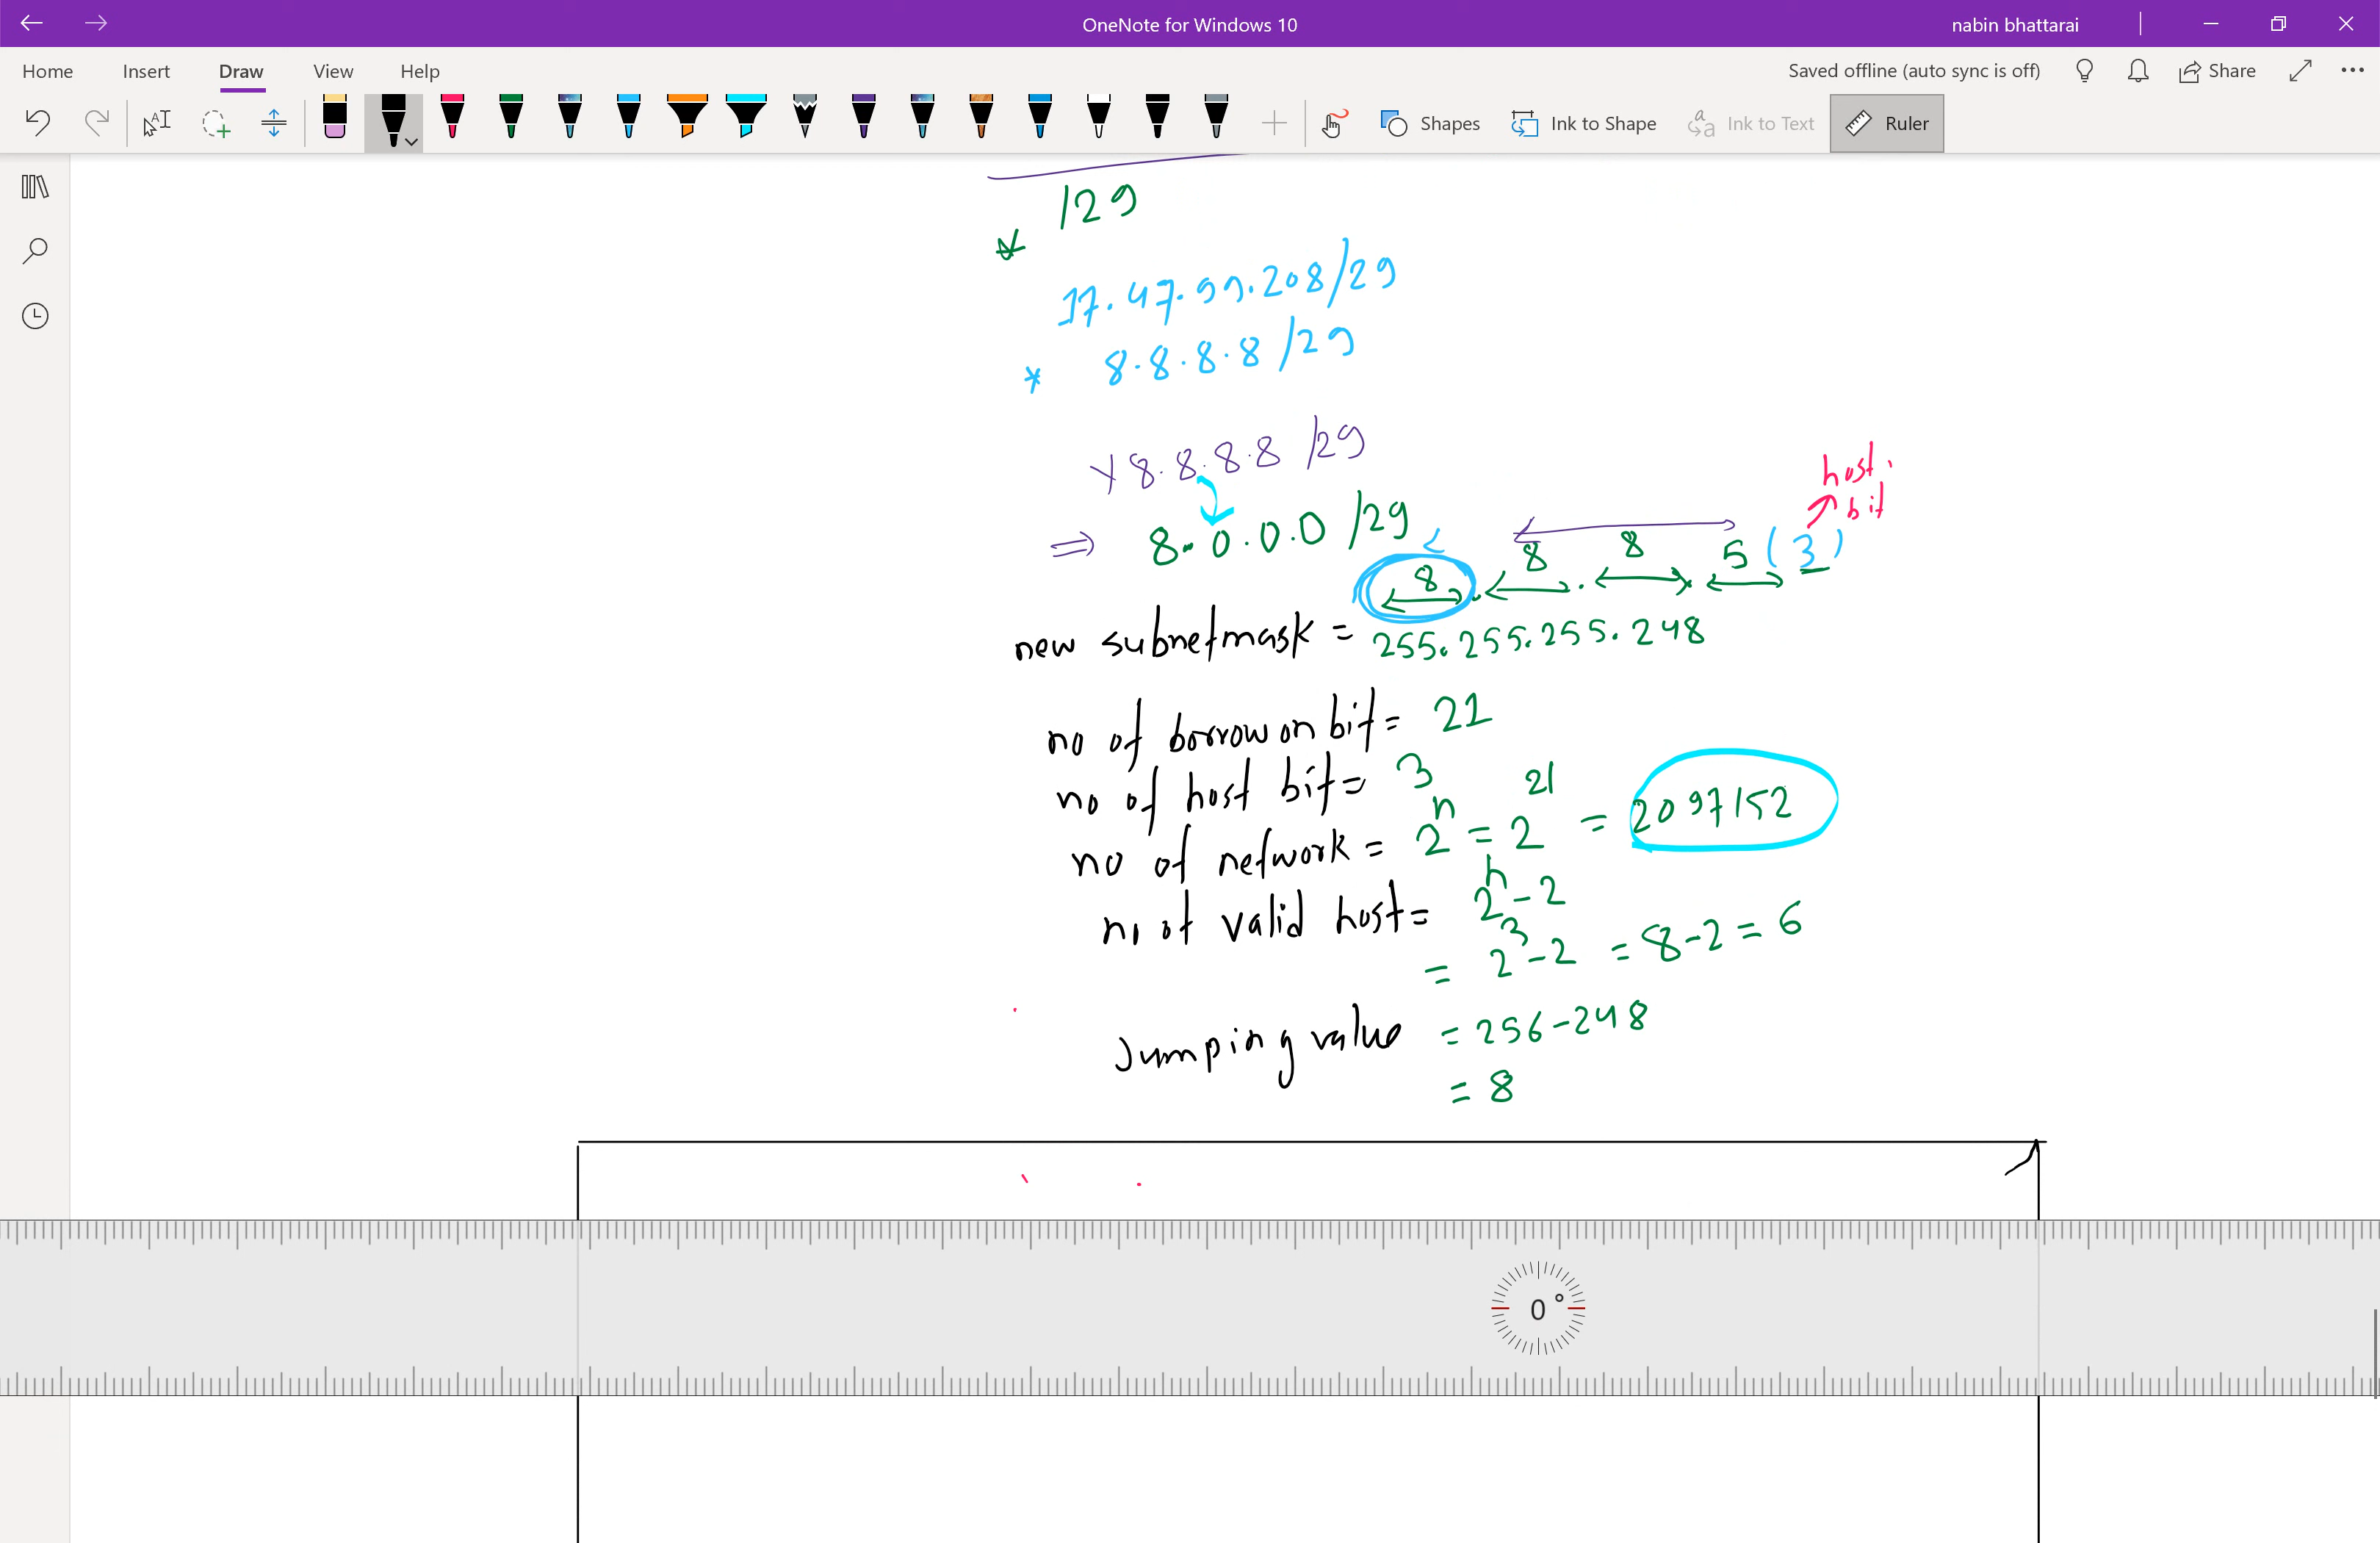 OneNote for Windows 10
nabin bhattarai
Home Insert Draw View Help
Saved offline (auto sync is off)
Share
Shapes
Ink to Shape
Ink to Text
Ruler
/29
17.47.99.208/29
* 8.8.8.8 /29
8.8.8.8 /29
host
bit
⇒ 8.0.0.0 /29
8 . 8 . 8 . 5 (3)
new subnetmask = 255.255.255.248
no of borrow on bit = 21
no of host bit = 3
no of network = 2^n = 2^21 = 2097152
no of valid host = 2^h - 2
= 2^3 - 2 = 8 - 2 = 6
Jumping value = 256 - 248
= 8
0°